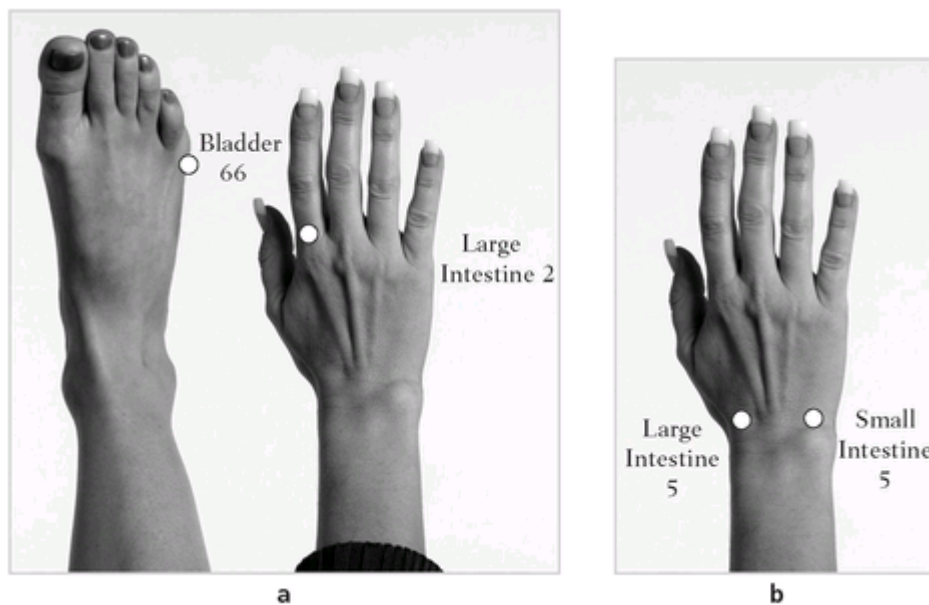 Bladder
66
Large
Intestine 2
a
Large
Intestine
5
Small
Intestine
5
b